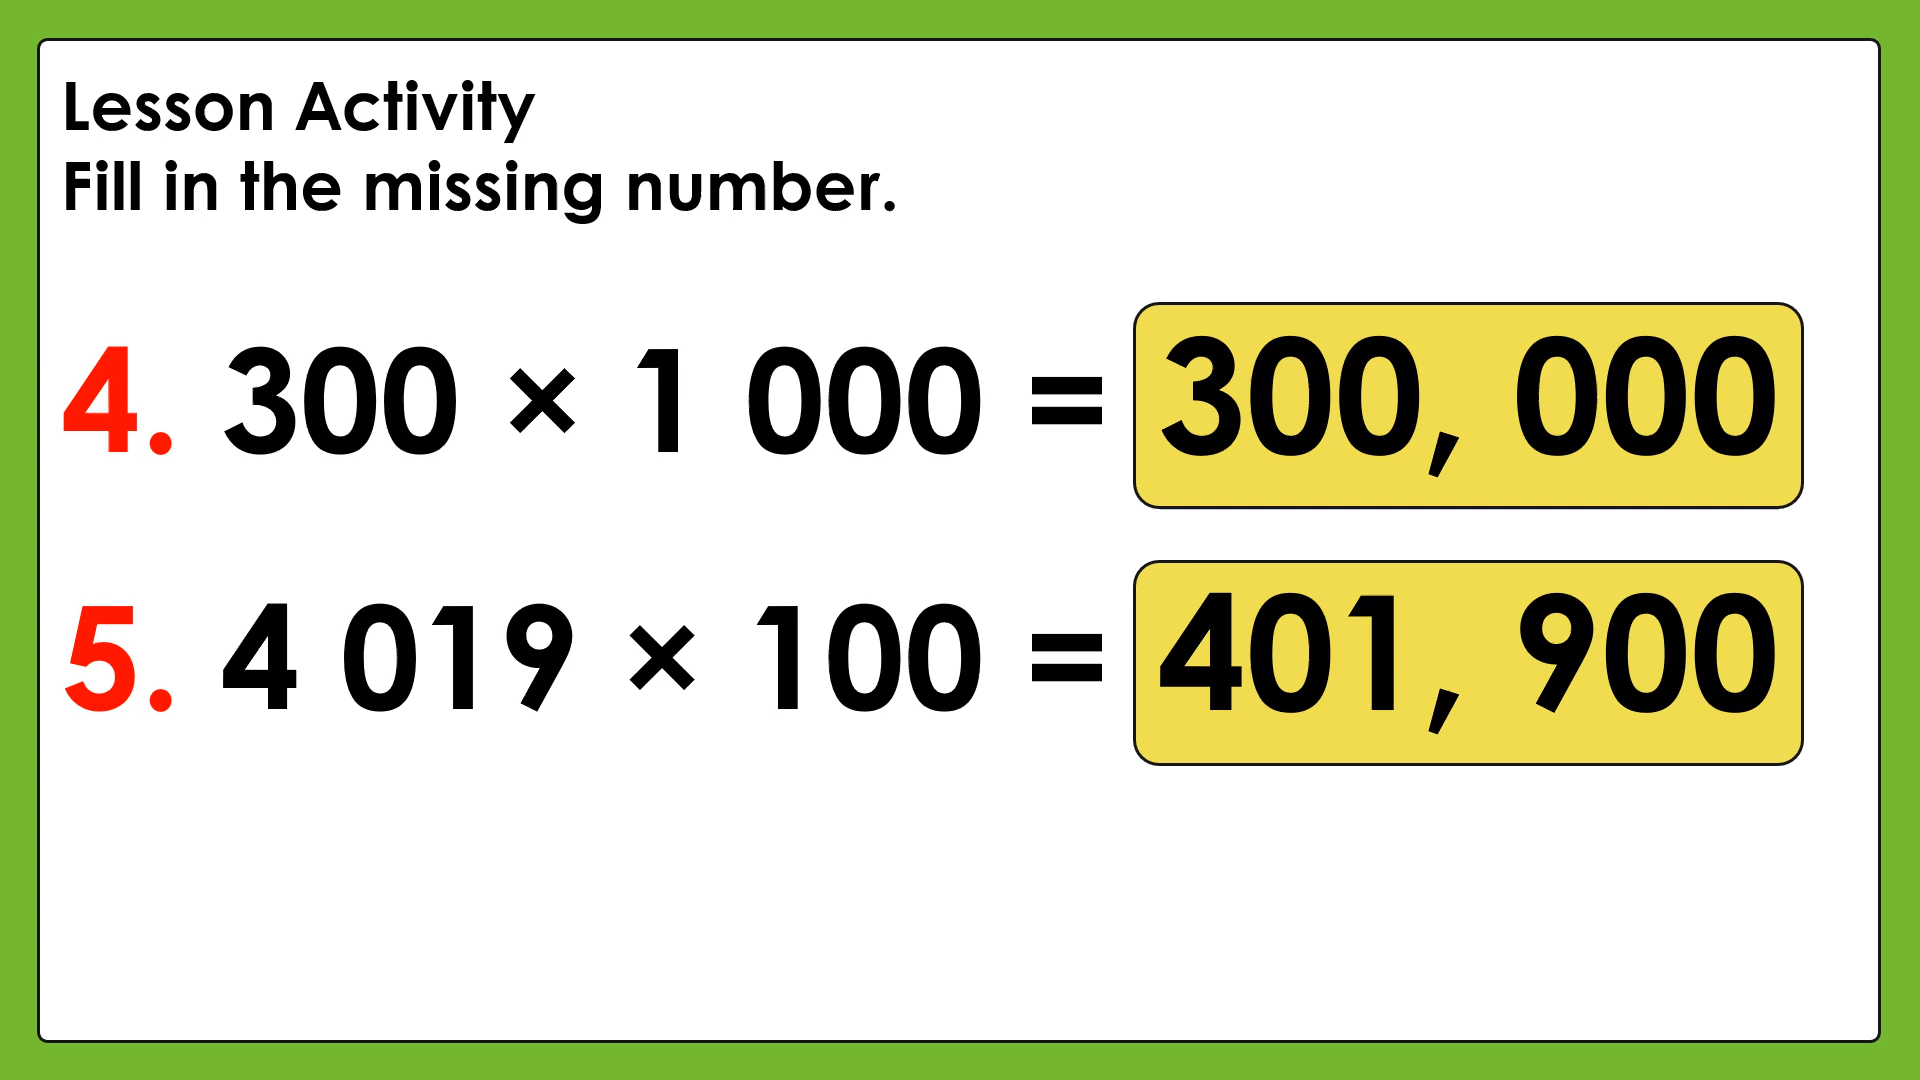 Lesson Activity
Fill in the missing number.
4. 300 × 1 000 = 300, 000
5. 4 019 × 100 = 401, 900